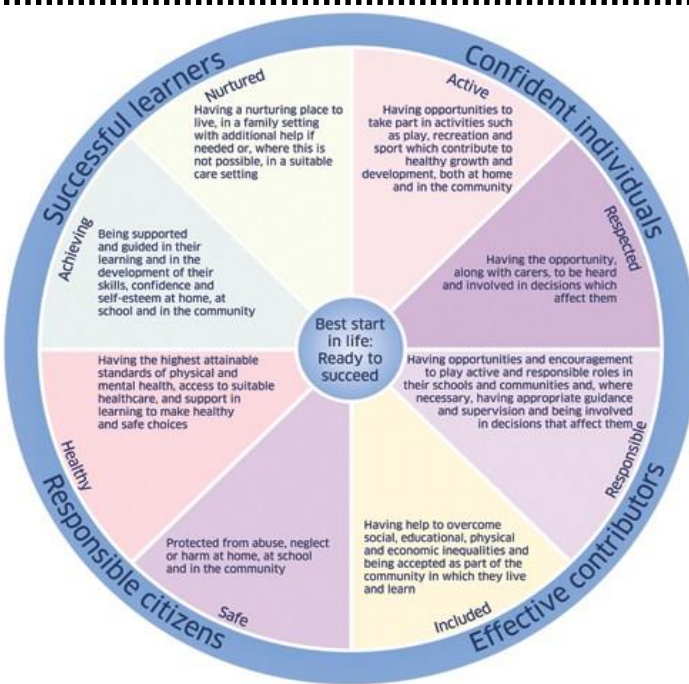 Successful learners
Confident individuals
Nurtured
Having a nurturing place to
live, in a family setting
with additional help if
needed or, where this is
not possible, in a suitable
care setting
Active
Having opportunities to
take part in activities such
as play, recreation and
sport which contribute to
healthy growth and
development, both at home
and in the community
Achieving
Being supported
and guided in their
learning and in the
development of their
skills, confidence and
self-esteem at home, at
school and in the community
Respected
Having the opportunity,
along with carers, to be heard
and involved in decisions which
affect them
Best start
in life:
Ready to
succeed
Healthy
Having the highest attainable
standards of physical and
mental health, access to suitable
healthcare, and support in
learning to make healthy
and safe choices
Having opportunities and encouragement
to play active and responsible roles in
their schools and communities and, where
necessary, having appropriate guidance
and supervision and being involved
in decisions that affect them
Responsible
Protected from abuse, neglect
or harm at home, at school
and in the community
Safe
Having help to overcome
social, educational, physical
and economic inequalities and
being accepted as part of the
community in which they live
and learn
Included
Responsible citizens
Effective contributors